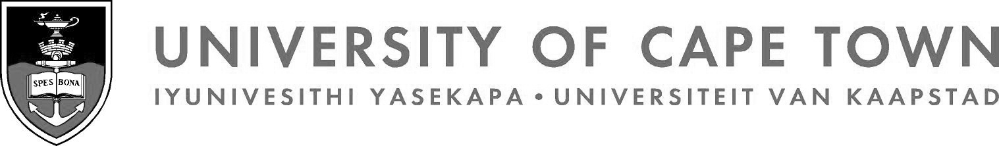 SPES BONA
UNIVERSITY OF CAPE TOWN
IYUNIVESITHI YASEKAPA • UNIVERSITEIT VAN KAAPSTAD